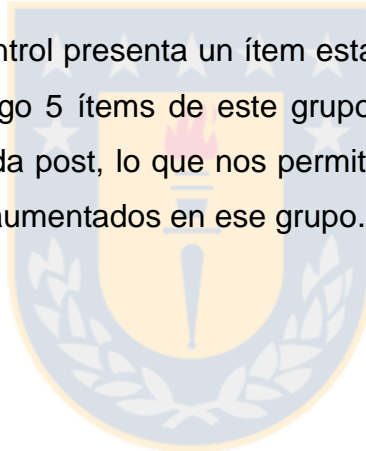 ntrol presenta un ítem esta
go 5 ítems de este grupo
da post, lo que nos permit
aumentados en ese grupo.